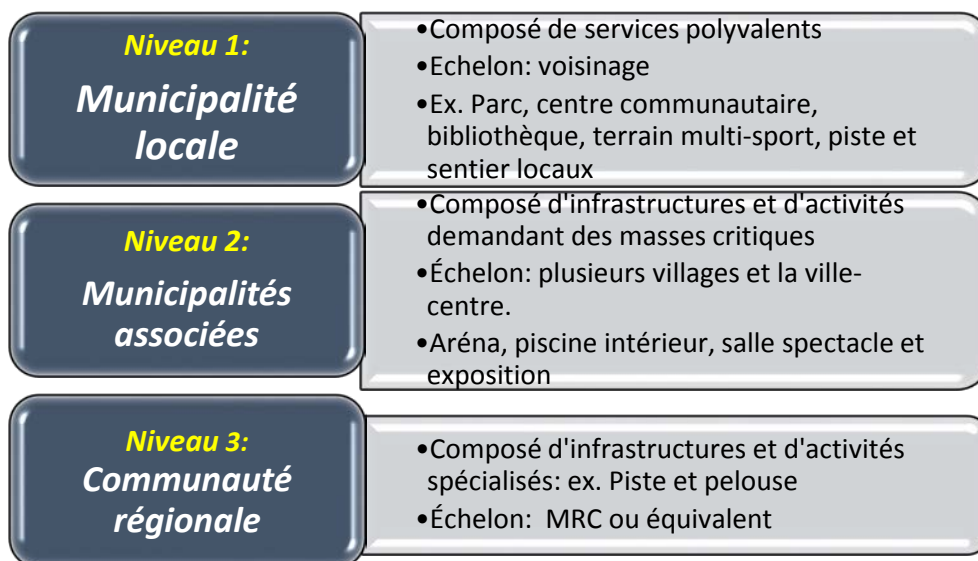 Niveau 1:
Municipalité
locale
•Composé de services polyvalents
•Echelon: voisinage
•Ex. Parc, centre communautaire,
bibliothèque, terrain multi-sport, piste et
sentier locaux
Niveau 2:
Municipalités
associées
•Composé d'infrastructures et d'activités
demandant des masses critiques
•Échelon: plusieurs villages et la ville-
centre.
•Aréna, piscine intérieur, salle spectacle et
exposition
Niveau 3:
Communauté
régionale
•Composé d'infrastructures et d'activités
spécialisés: ex. Piste et pelouse
•Échelon:  MRC ou équivalent